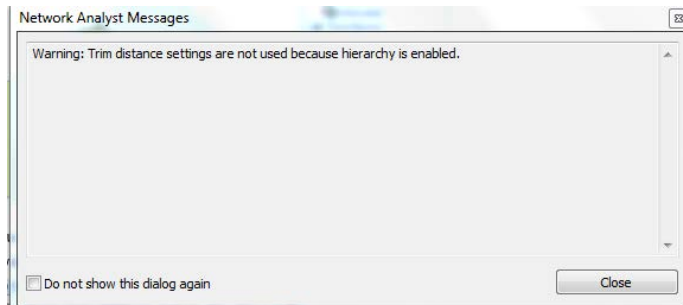 Network Analyst Messages
Warning: Trim distance settings are not used because hierarchy is enabled.
Do not show this dialog again
Close